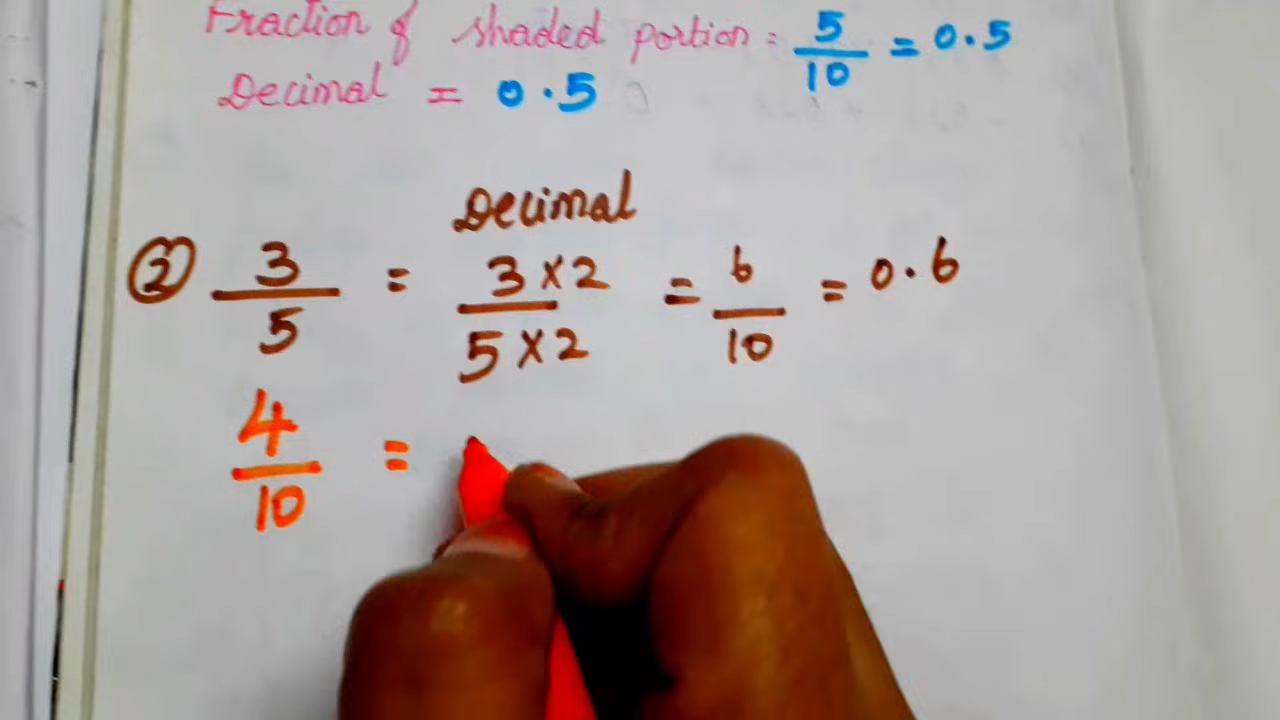 Fraction of shaded portion: 5/10 = 0.5
Decimal = 0.5
Decimal
② 3/5 = 3×2/5×2 = 6/10 = 0.6
4/10 =